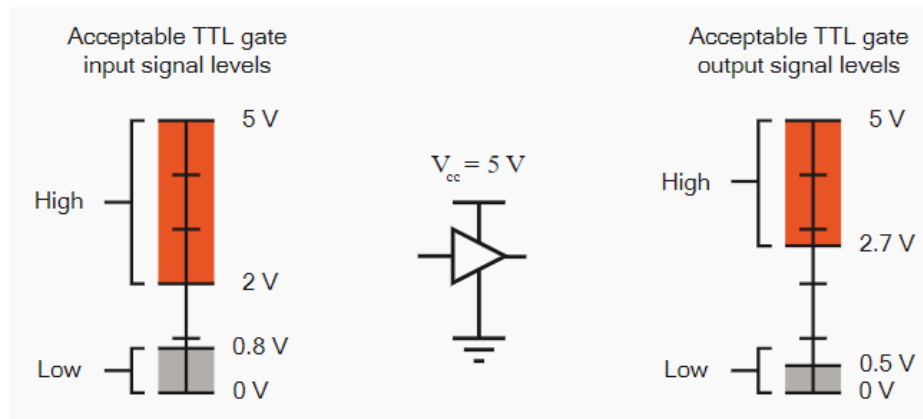 Acceptable TTL gate
input signal levels
5 V
High
2 V
0.8 V
Low
0 V
V_cc = 5 V
Acceptable TTL gate
output signal levels
5 V
High
2.7 V
Low
0.5 V
0 V